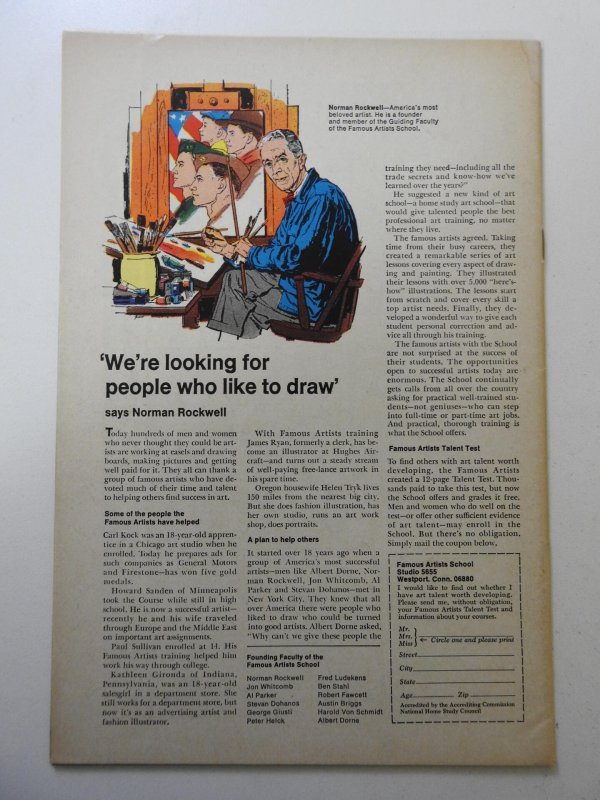 Norman Rockwell—America's most
beloved artist. He is a founder
and member of the Guiding Faculty
of the Famous Artists School.
'We're looking for
people who like to draw'
says Norman Rockwell
Today hundreds of men and women
who never thought they could be art-
ists are working at easels and drawing
boards, making pictures and getting
well paid for it. They all can thank a
group of famous artists who have de-
voted much of their time and talent
to helping others find success in art.
Some of the people the
Famous Artists have helped
Carl Kock was an 18-year-old appren-
tice in a Chicago art studio when he
enrolled. Today he prepares ads for
such companies as General Motors
and Firestone—has won five gold
medals.
Howard Sanden of Minneapolis
took the Course while still in high
school. He is now a successful artist—
recently he and his wife traveled
through Europe and the Middle East
on important art assignments.
Paul Sullivan enrolled at 11. His
Famous Artists training helped him
work his way through college.
Kathleen Gironda of Indiana,
Pennsylvania, was an 18-year-old
salesgirl in a department store. She
still works for a department store, but
now it's as an advertising artist and
fashion illustrator.
With Famous Artists training
James Ryan, formerly a clerk, has be-
come an illustrator at Hughes Air-
craft—and turns out a steady stream
of well-paying free-lance artwork in
his spare time.
Oregon housewife Helen Tryk lives
150 miles from the nearest big city.
But she does fashion illustration, has
her own studio, runs an art work
shop, does portraits.
A plan to help others
It started over 18 years ago when a
group of America's most successful
artists—men like Albert Dorne, Nor-
man Rockwell, Jon Whitcomb, Al
Parker and Stevan Dohanos—met in
New York City. They knew that all
over America there were people who
liked to draw who could be turned
into good artists. Albert Dorne asked,
"Why can't we give these people the
Founding Faculty of the
Famous Artists School
Norman Rockwell
Jon Whitcomb
Al Parker
Stevan Dohanos
George Giusti
Peter Helck
Fred Ludekens
Ben Stahl
Robert Fawcett
Austin Briggs
Harold Von Schmidt
Albert Dorne
training they need—including all the
trade secrets and know-how we've
learned over the years?"
He suggested a new kind of art
school—a home study art school—that
would give talented people the best
professional art training, no matter
where they live.
The famous artists agreed. Taking
time from their busy careers, they
created a remarkable series of art
lessons covering every aspect of draw-
ing and painting. They illustrated
their lessons with over 5,000 "here's-
how" illustrations. The lessons start
from scratch and cover every skill a
top artist needs. Finally, they de-
veloped a wonderful way to give each
student personal correction and ad-
vice all through his training.
The famous artists with the School
are not surprised at the success of
their students. The opportunities
open to successful artists today are
enormous. The School continually
gets calls from all over the country
asking for practical well-trained stu-
dents—not geniuses—who can step
into full-time or part-time art jobs.
And practical, thorough training is
what the School offers.
Famous Artists Talent Test
To find others with art talent worth
developing, the Famous Artists
created a 12-page Talent Test. Thou-
sands paid to take this test, but now
the School offers and grades it free.
Men and women who do well on the
test—or offer other sufficient evidence
of art talent—may enroll in the
School. But there's no obligation.
Simply mail the coupon below.
Famous Artists School
Studio 5655
Westport, Conn. 06880
I would like to find out whether I
have art talent worth developing.
Please send me, without obligation,
your Famous Artists Talent Test and
information about your courses.
Mr.
Mrs.
Miss
Circle one and please print
Street
City
State
Age Zip
Accredited by the Accrediting Commission
National Home Study Council